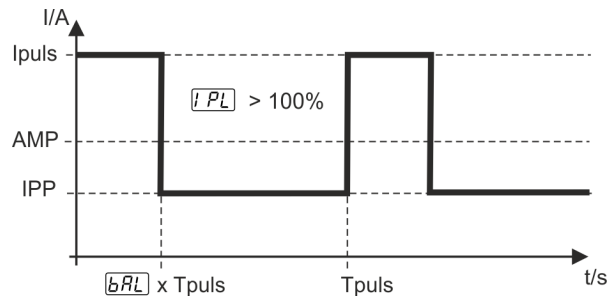 I/A
Ipuls
IPL > 100%
AMP
IPP
bAL x Tpuls
Tpuls
t/s